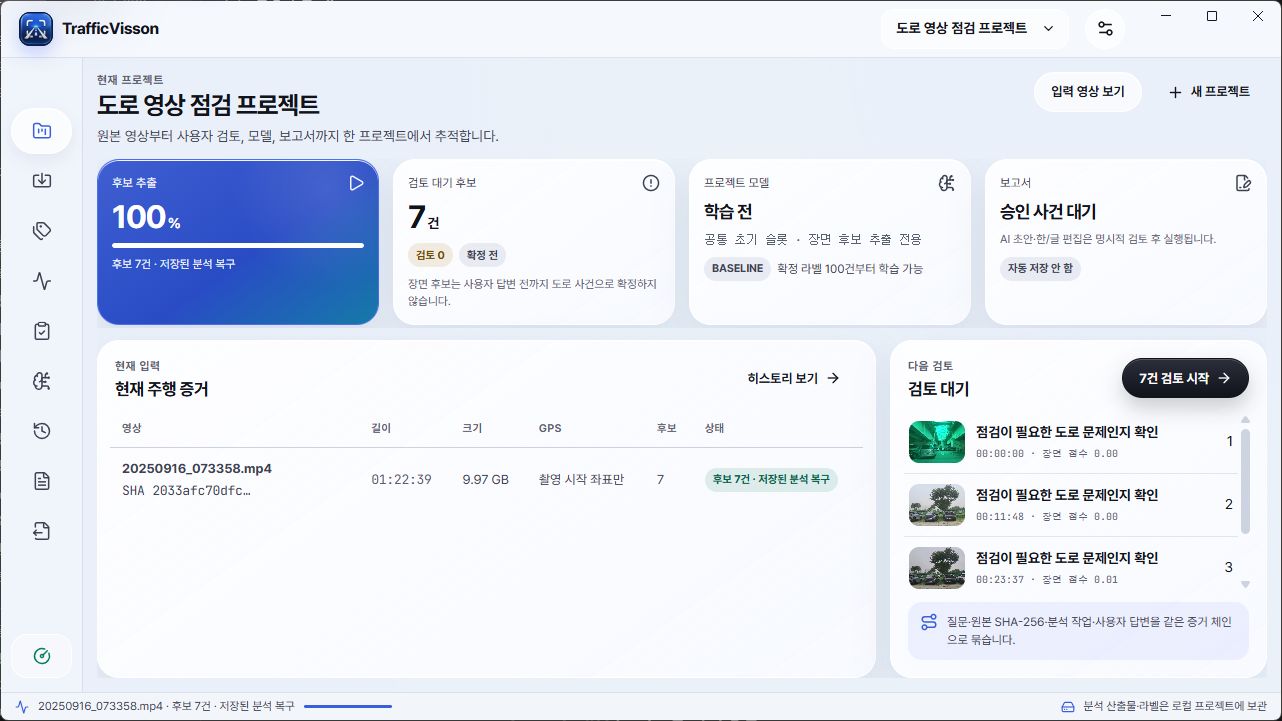 TrafficVisson
도로 영상 점검 프로젝트
현재 프로젝트
도로 영상 점검 프로젝트
원본 영상부터 사용자 검토, 모델, 보고서까지 한 프로젝트에서 추적합니다.
입력 영상 보기
새 프로젝트
후보 추출
100%
후보 7건 · 저장된 분석 복구
검토 대기 후보
7건
검토 0
확정 전
장면 후보는 사용자 답변 전까지 도로 사건으로 확정하지
않습니다.
프로젝트 모델
학습 전
공통 초기 슬롯 · 장면 후보 추출 전용
BASELINE
확정 라벨 100건부터 학습 가능
보고서
승인 사건 대기
AI 초안·한/글 편집은 명시적 검토 후 실행됩니다.
자동 저장 안 함
현재 입력
현재 주행 증거
히스토리 보기
영상
길이
크기
GPS
후보
상태
20250916_073358.mp4
SHA 2033afc70dfc…
01:22:39
9.97 GB
촬영 시작 좌표만
7
후보 7건 · 저장된 분석 복구
다음 검토
검토 대기
7건 검토 시작
점검이 필요한 도로 문제인지 확인
00:00:00 · 장면 점수 0.00
1
점검이 필요한 도로 문제인지 확인
00:11:48 · 장면 점수 0.00
2
점검이 필요한 도로 문제인지 확인
00:23:37 · 장면 점수 0.01
3
질문·원본 SHA-256·분석 작업·사용자 답변을 같은 증거 체인
으로 묶습니다.
20250916_073358.mp4 · 후보 7건 · 저장된 분석 복구
분석 산출물·라벨은 로컬 프로젝트에 보관